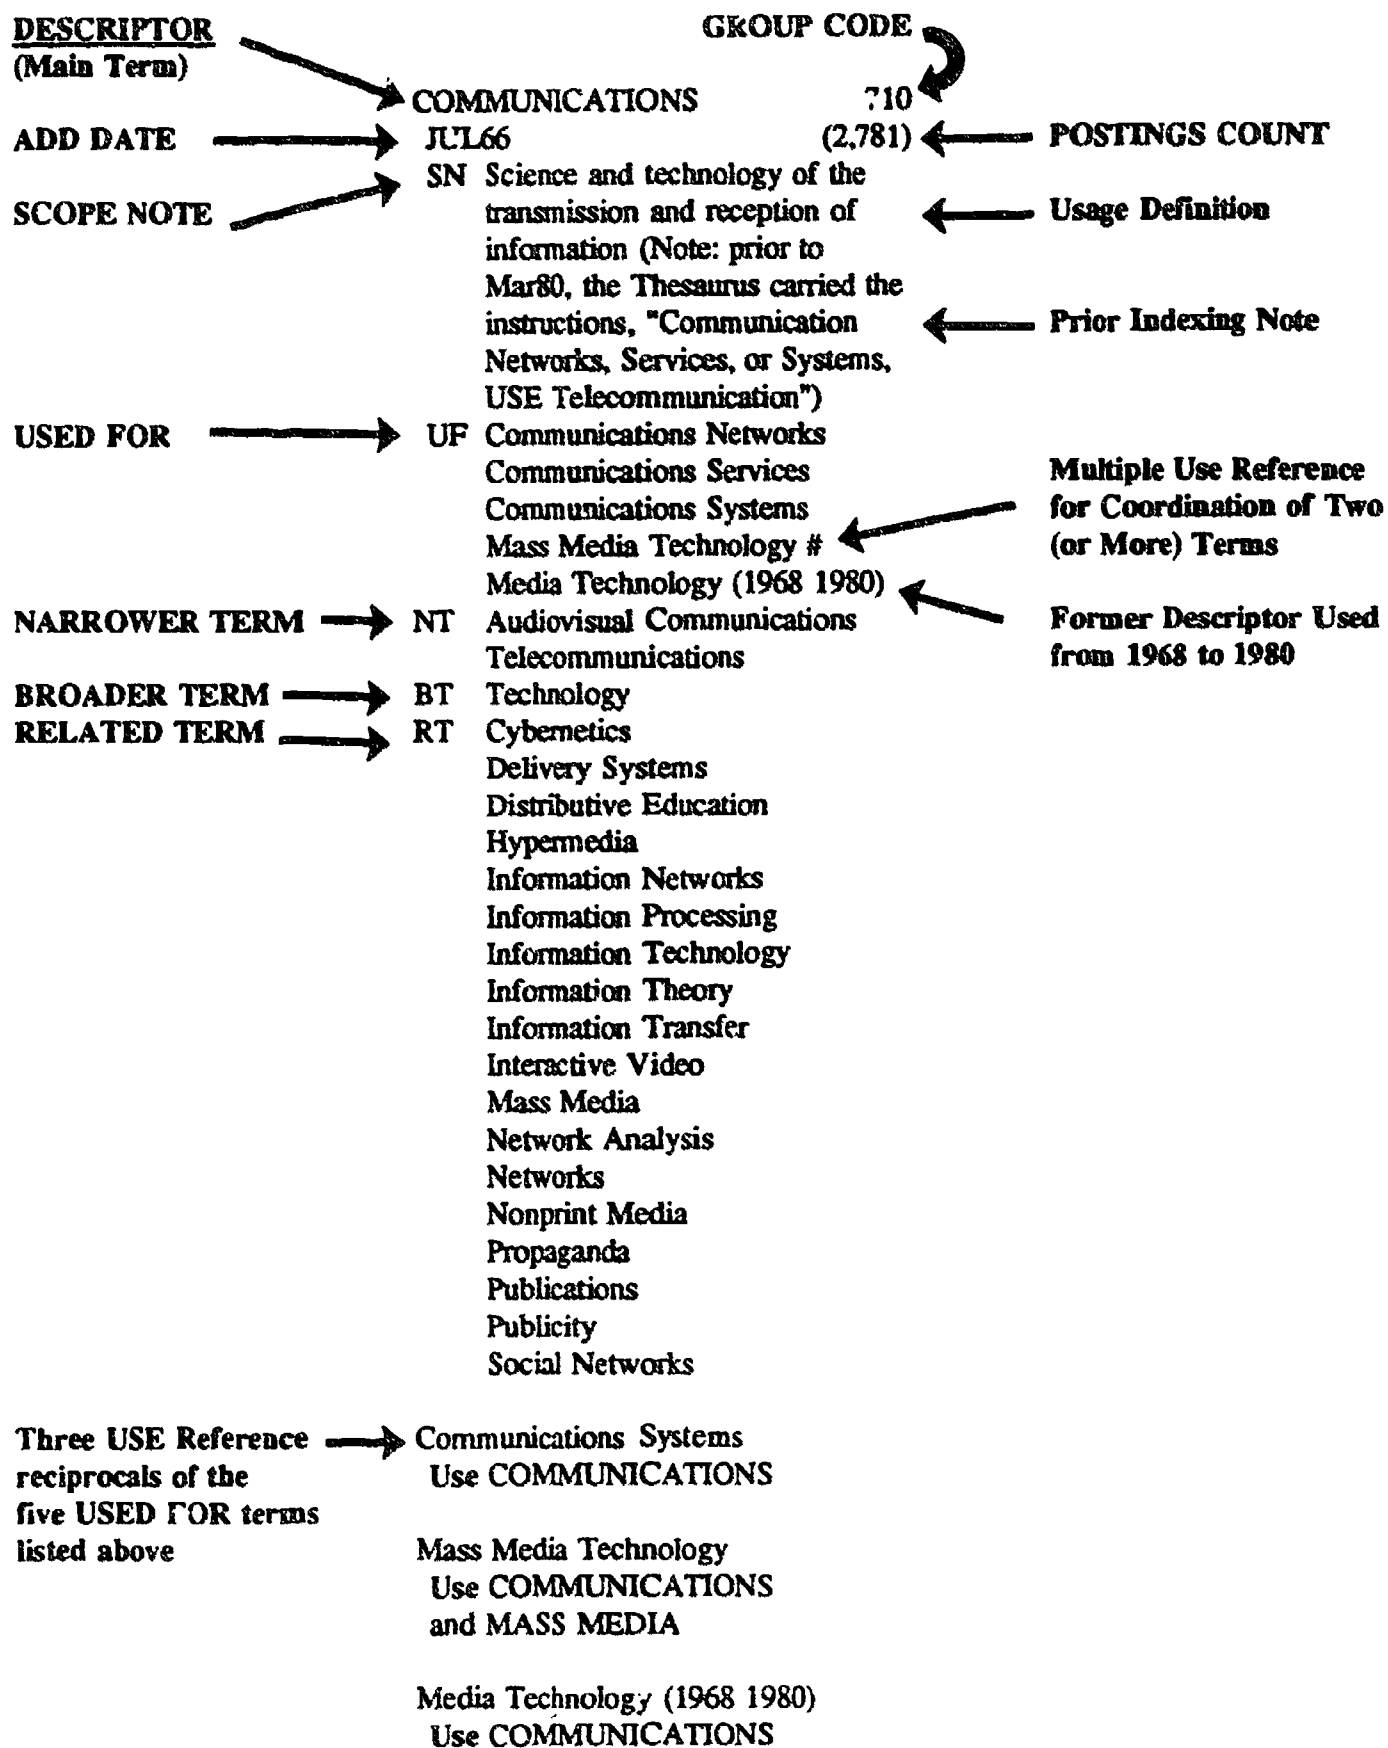 DESCRIPTOR
(Main Term)
GROUP CODE
COMMUNICATIONS 710
ADD DATE JUL66 (2,781) POSTINGS COUNT
SCOPE NOTE SN Science and technology of the
transmission and reception of Usage Definition
information (Note: prior to
Mar80, the Thesaurus carried the
instructions, "Communication Prior Indexing Note
Networks, Services, or Systems,
USE Telecommunication")
USED FOR UF Communications Networks
Communications Services
Communications Systems
Mass Media Technology #
Multiple Use Reference
for Coordination of Two
(or More) Terms
Media Technology (1968 1980)
Former Descriptor Used
from 1968 to 1980
NARROWER TERM NT Audiovisual Communications
Telecommunications
BROADER TERM BT Technology
RELATED TERM RT Cybernetics
Delivery Systems
Distributive Education
Hypermedia
Information Networks
Information Processing
Information Technology
Information Theory
Information Transfer
Interactive Video
Mass Media
Network Analysis
Networks
Nonprint Media
Propaganda
Publications
Publicity
Social Networks
Three USE Reference
reciprocals of the
five USED FOR terms
listed above
Communications Systems
Use COMMUNICATIONS
Mass Media Technology
Use COMMUNICATIONS
and MASS MEDIA
Media Technology (1968 1980)
Use COMMUNICATIONS